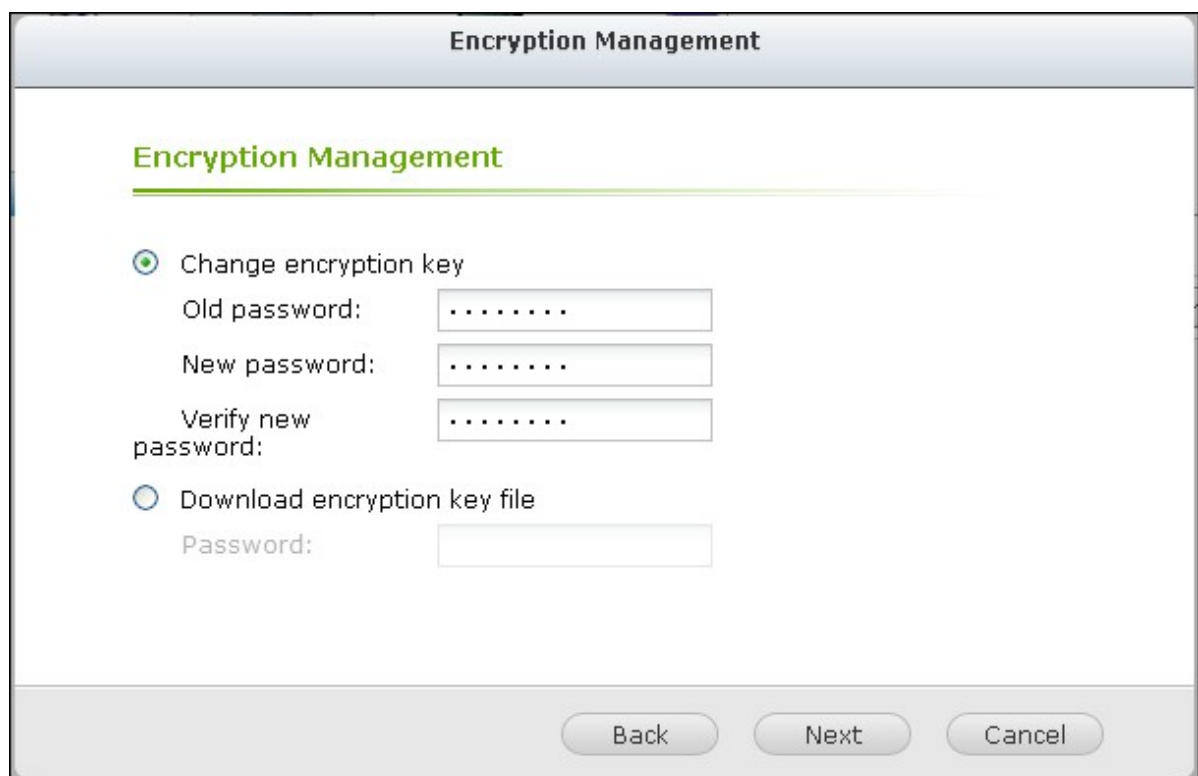 Encryption Management
Encryption Management
Change encryption key
Old password: ........
New password: ........
Verify new ........
password:
Download encryption key file
Password:
Back Next Cancel